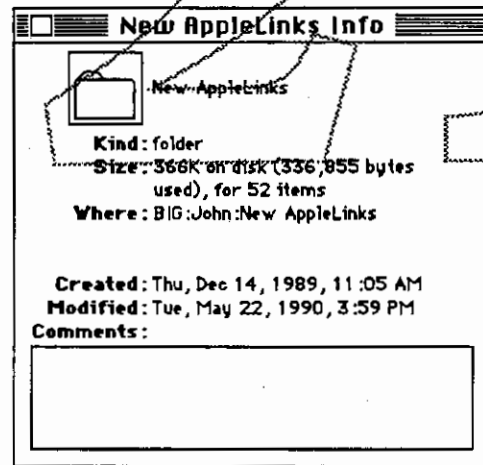 New AppleLinks Info
New AppleLinks
Kind: folder
Size: 366K on disk (336,855 bytes
used), for 52 items
Where: BIG:John:New AppleLinks
Created: Thu, Dec 14, 1989, 11:05 AM
Modified: Tue, May 22, 1990, 3:59 PM
Comments: